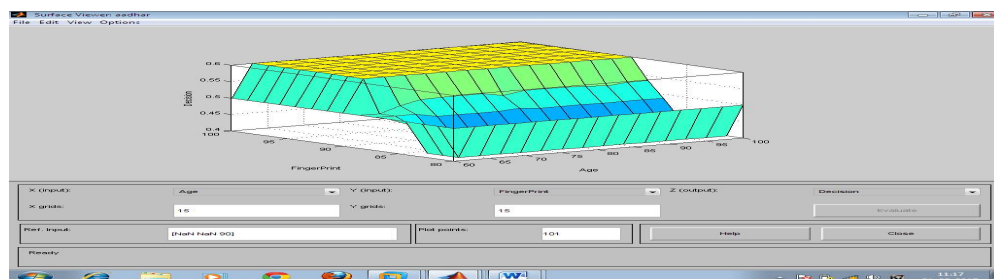 Surface Viewer: aadhar
File Edit View Options
0.6
0.55
0.5
0.45
0.4
Decision
100
95
90
85
80
FingerPrint
60
65
70
75
80
85
90
95
100
Age
X (input): Age Y (input): FingerPrint Z (output): Decision
X grids: 15 Y grids: 15 Evaluate
Ref. Input: [NaN NaN 90] Plot points: 101 Help Close
Ready
11:17